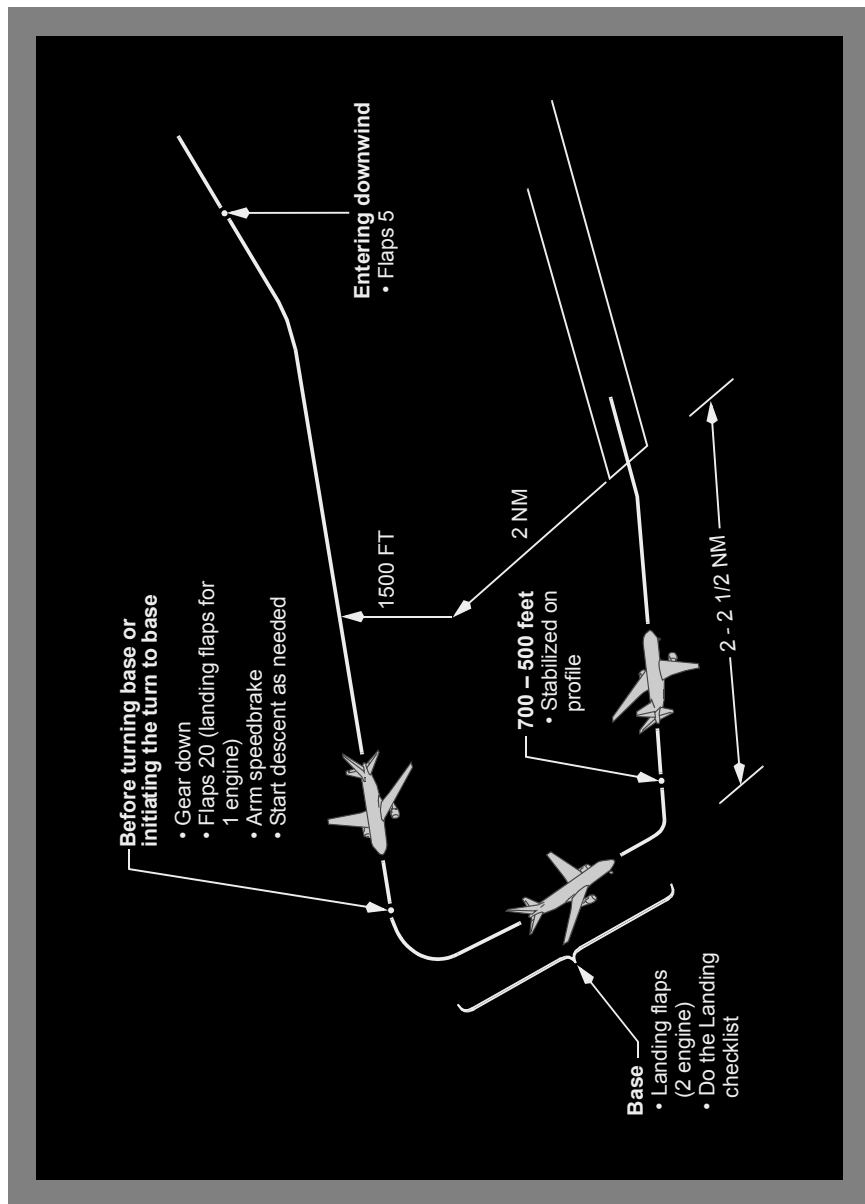 Before turning base or
initiating the turn to base
• Gear down
• Flaps 20 (landing flaps for
1 engine)
• Arm speedbrake
• Start descent as needed
Entering downwind
• Flaps 5
1500 FT
2 NM
700 – 500 feet
• Stabilized on
profile
Base
• Landing flaps
(2 engine)
• Do the Landing
checklist
2 - 2 1/2 NM